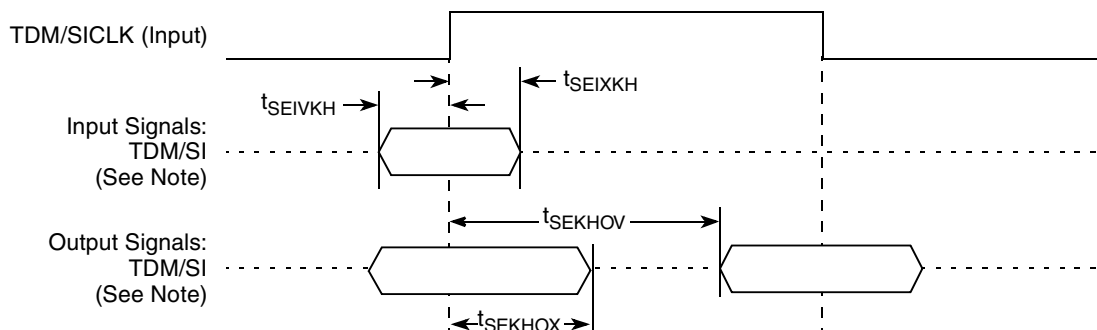 TDM/SICLK (Input)
tSEIXKH
tSEIVKH
Input Signals:
TDM/SI
(See Note)
tSEKHOV
Output Signals:
TDM/SI
(See Note)
tSEKHOX